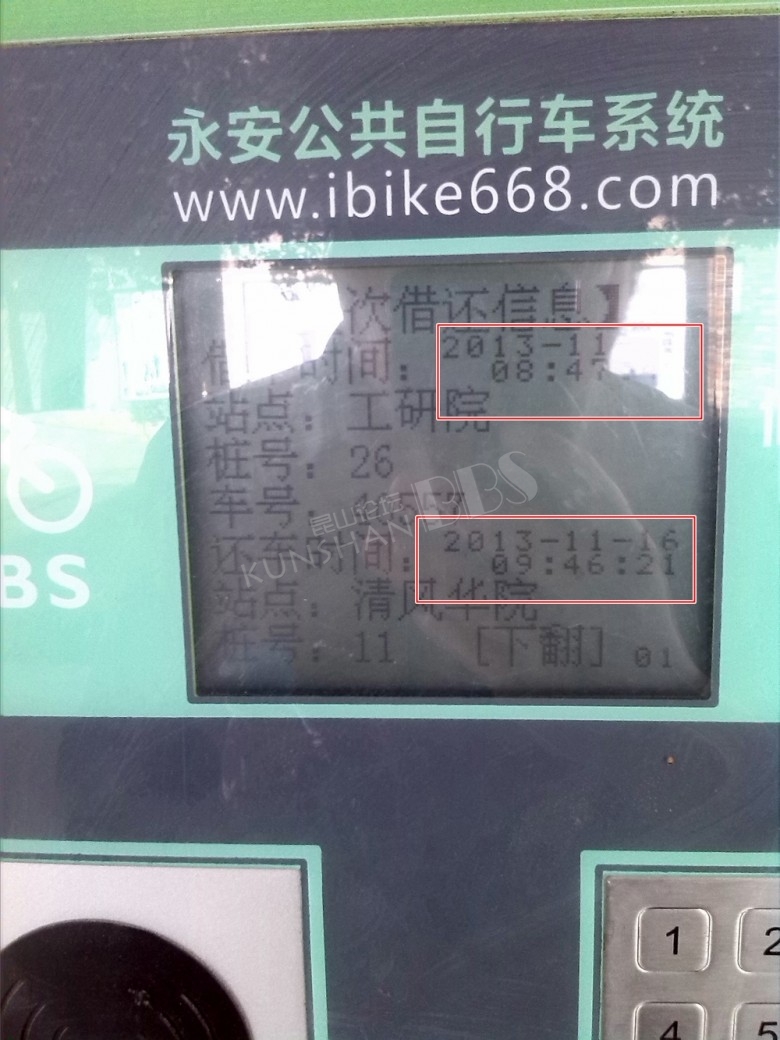 永安公共自行车系统
www.ibike668.com
次借还信息】
时间: 2013-11
08:47
站点: 工研院
桩号: 26
车号:
还车时间: 2013-11-16
09:46:21
站点: 清风华院
桩号: 11 [下翻] 01
昆山论坛 BBS
KUNSHAN
BS
1
2
4
5